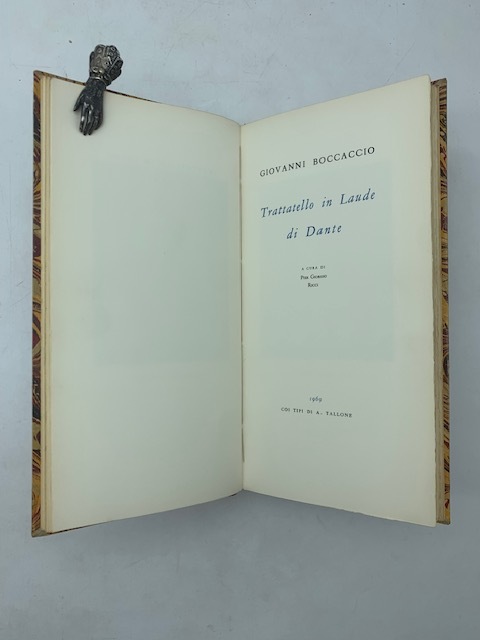 GIOVANNI BOCCACCIO
Trattatello in Laude
di Dante
A CURA DI
PIER GIORGIO
RICCI
1969
COI TIPI DI A. TALLONE